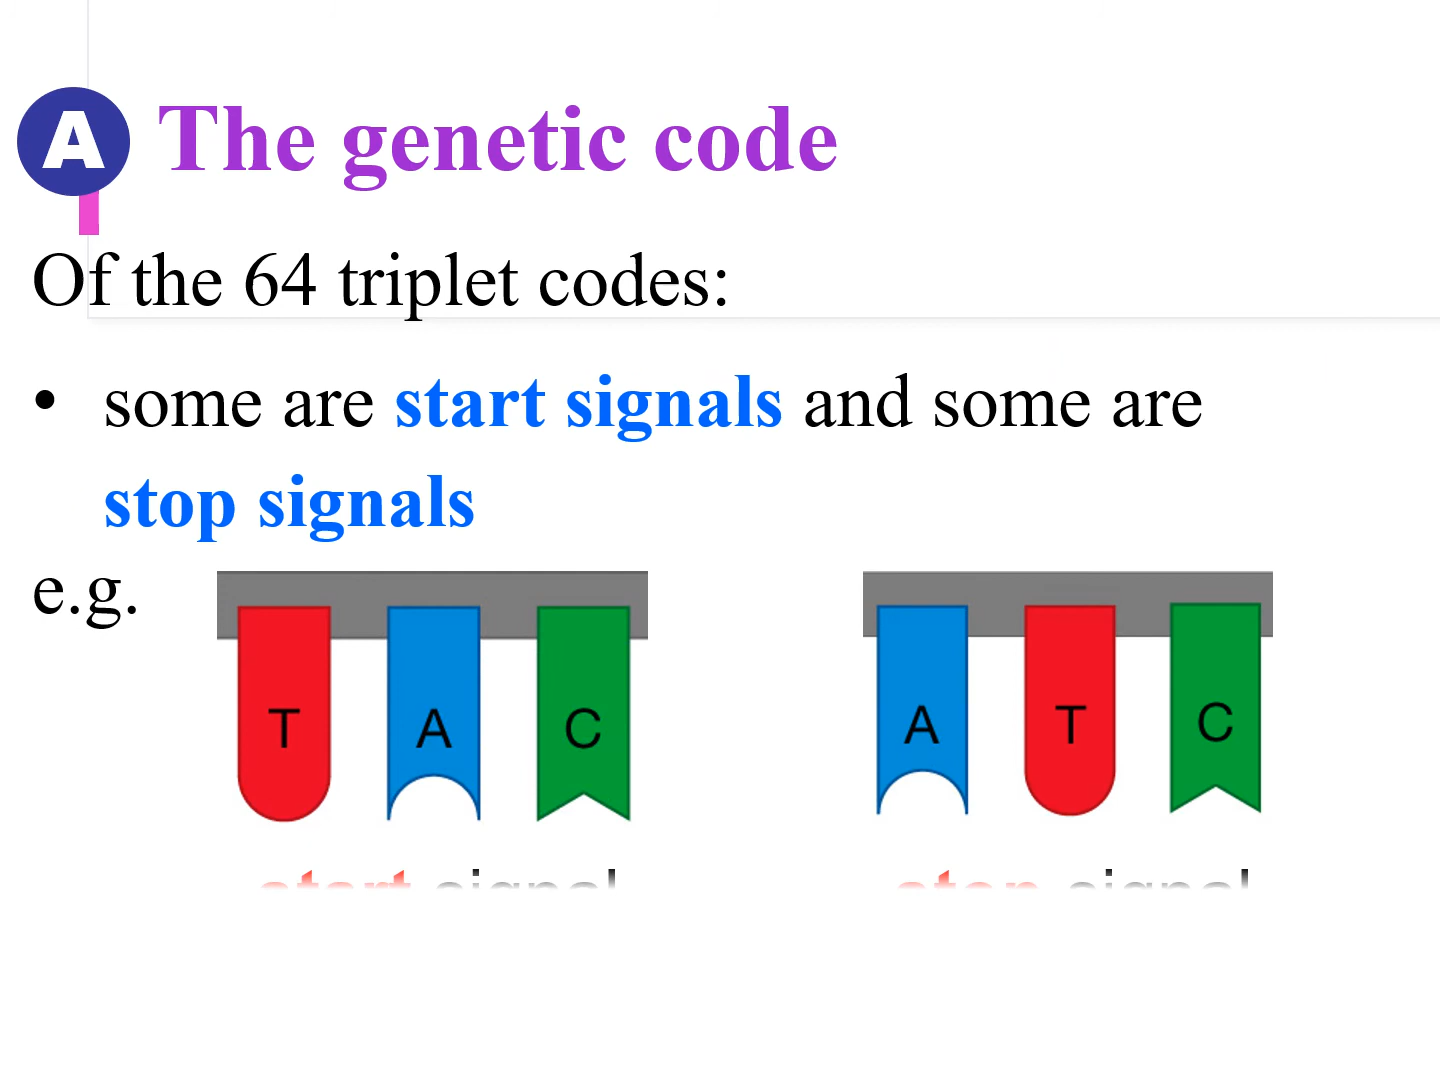 A The genetic code
Of the 64 triplet codes:
• some are start signals and some are
stop signals
e.g.
T A C A T C
start signal stop signal